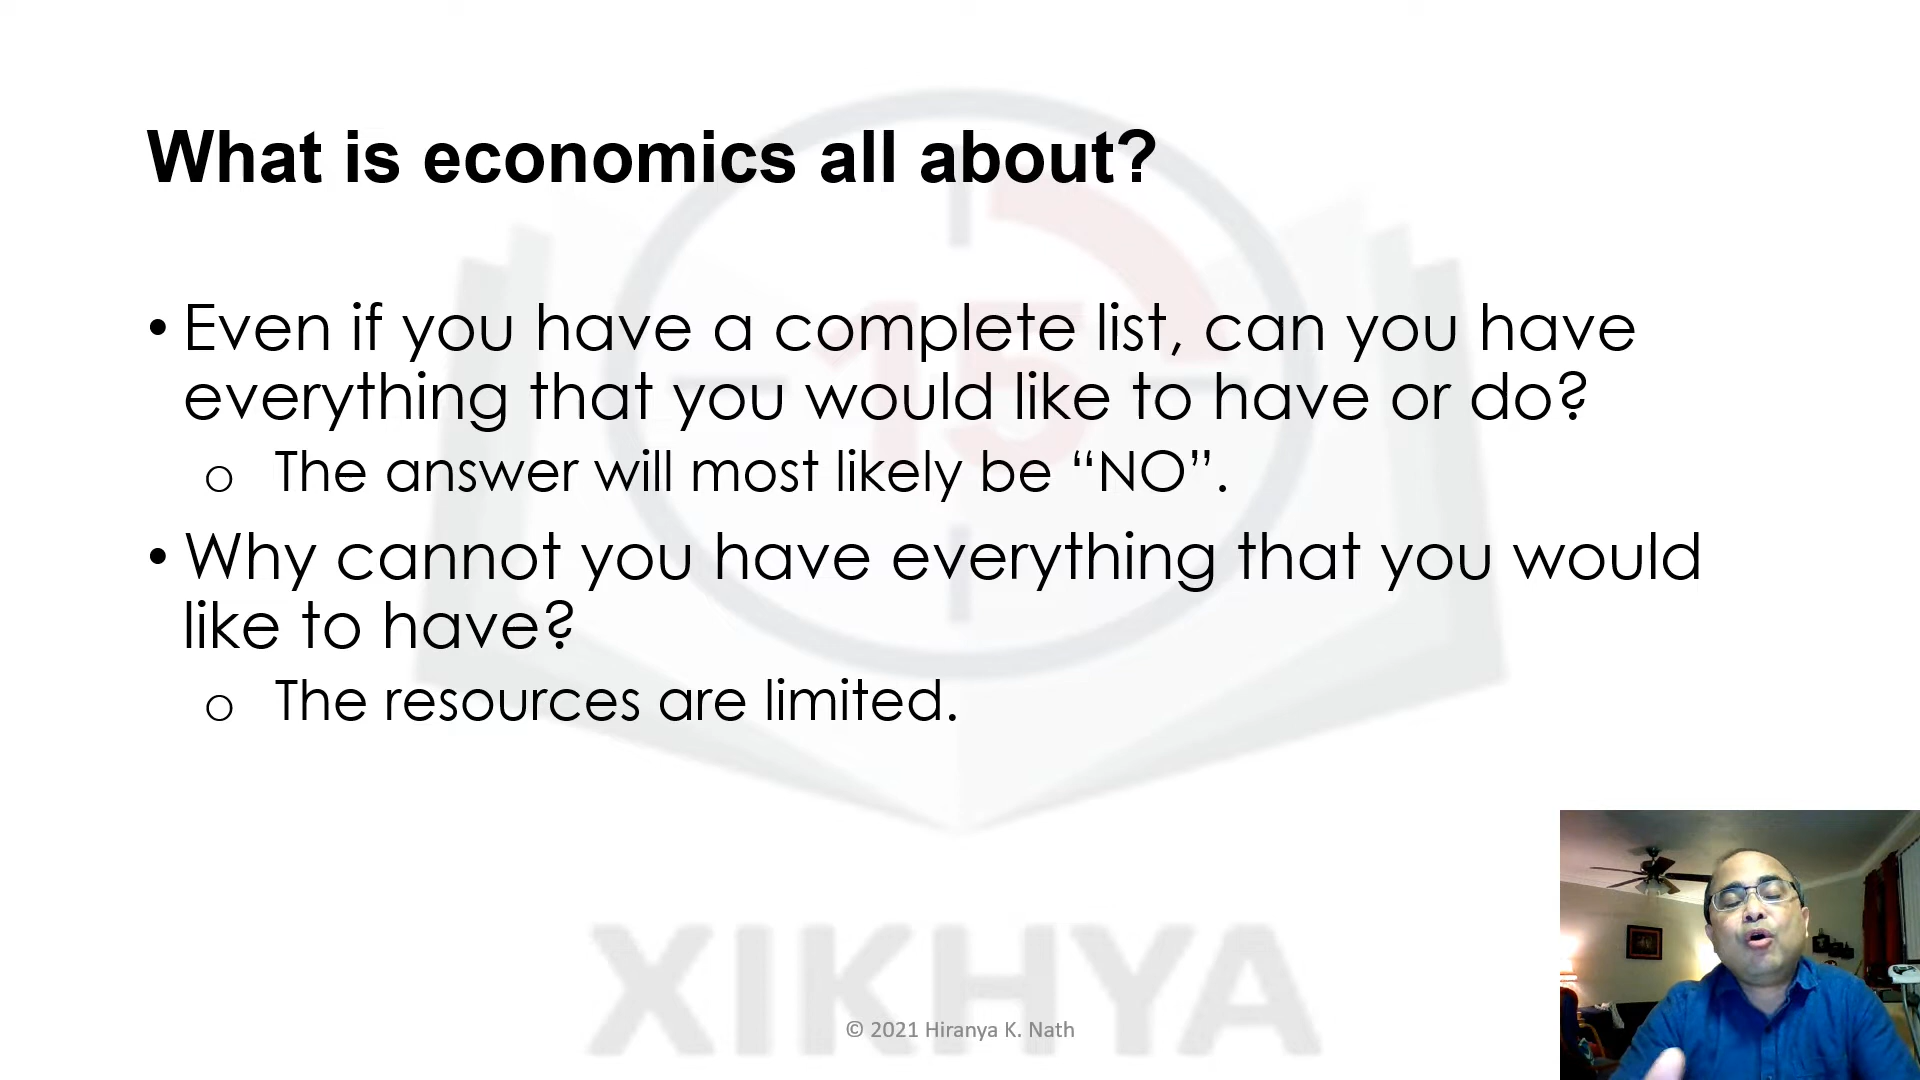 What is economics all about?
• Even if you have a complete list, can you have
everything that you would like to have or do?
o The answer will most likely be “NO”.
• Why cannot you have everything that you would
like to have?
o The resources are limited.
15
XIKHYA
© 2021 Hiranya K. Nath